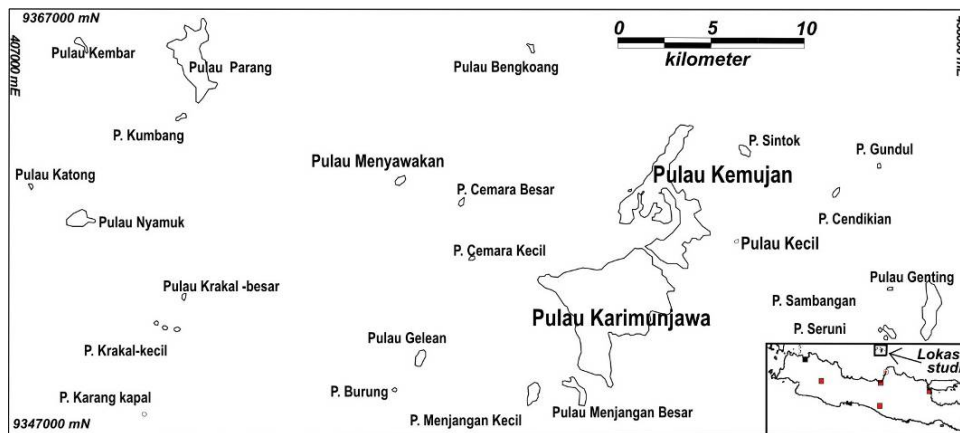 9367000 mN
407000 mE
Pulau Kembar
Pulau Parang
Pulau Bengkoang
0 5 10
kilometer
P. Kumbang
P. Sintok
P. Gundul
Pulau Menyawakan
Pulau Kemujan
Pulau Katong
P. Cemara Besar
P. Cendikian
Pulau Nyamuk
P. Cemara Kecil
Pulau Kecil
Pulau Genting
Pulau Krakal -besar
P. Sambangan
Pulau Karimunjawa
P. Seruni
P. Krakal-kecil
Pulau Gelean
P. Karang kapal
P. Burung
P. Menjangan Kecil
Pulau Menjangan Besar
9347000 mN